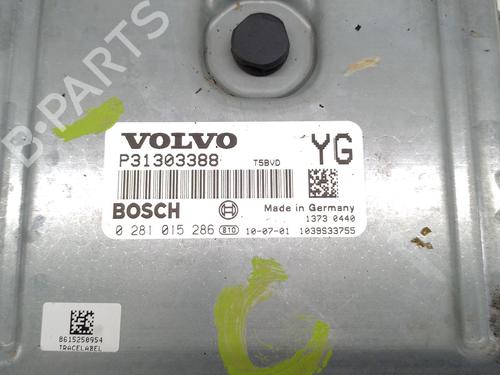 B-PARTS
VOLVO
P31303388 T5BVD YG
BOSCH Made in Germany
1373 0440
0 281 015 286 810 10-07-01 1039S33755
8615250954
TRACELABEL